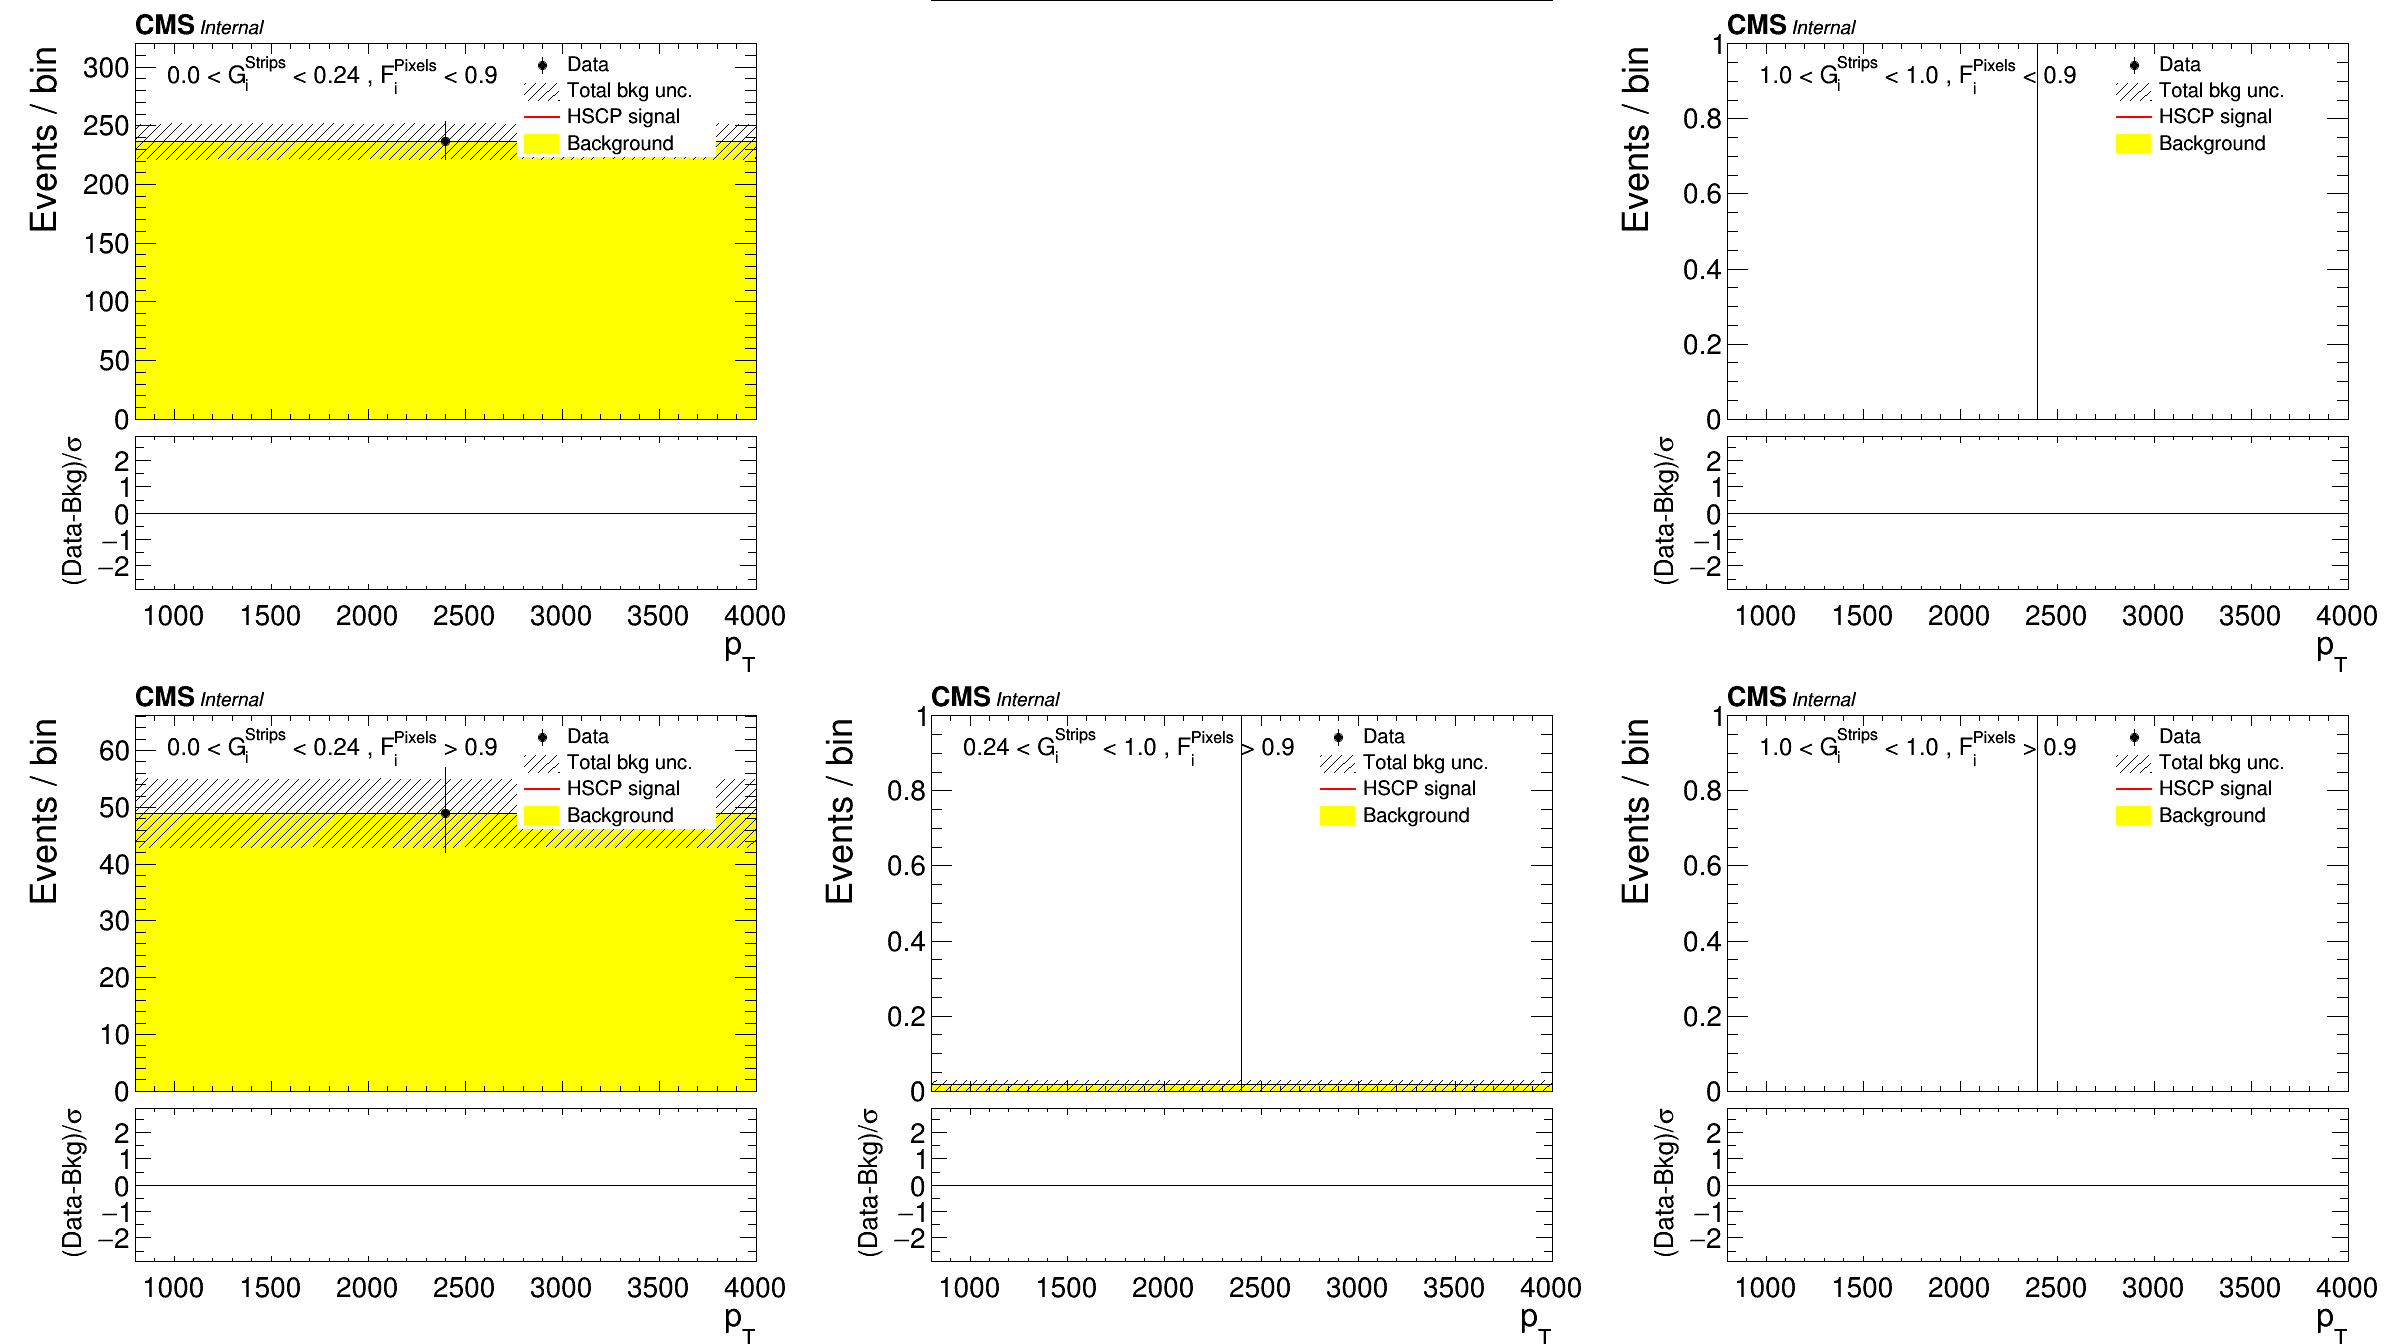 CMS Internal
Events / bin
300
250
200
150
100
50
0
0.0 < G_i^Strips < 0.24 , F_i^Pixels < 0.9
Data
Total bkg unc.
HSCP signal
Background
(Data-Bkg)/σ
2
1
0
−1
−2
1000 1500 2000 2500 3000 3500 4000
p_T
CMS Internal
Events / bin
1
0.8
0.6
0.4
0.2
0
1.0 < G_i^Strips < 1.0 , F_i^Pixels < 0.9
Data
Total bkg unc.
HSCP signal
Background
(Data-Bkg)/σ
2
1
0
−1
−2
1000 1500 2000 2500 3000 3500 4000
p_T
CMS Internal
Events / bin
60
50
40
30
20
10
0
0.0 < G_i^Strips < 0.24 , F_i^Pixels > 0.9
Data
Total bkg unc.
HSCP signal
Background
(Data-Bkg)/σ
2
1
0
−1
−2
1000 1500 2000 2500 3000 3500 4000
p_T
CMS Internal
Events / bin
1
0.8
0.6
0.4
0.2
0
0.24 < G_i^Strips < 1.0 , F_i^Pixels > 0.9
Data
Total bkg unc.
HSCP signal
Background
(Data-Bkg)/σ
2
1
0
−1
−2
1000 1500 2000 2500 3000 3500 4000
p_T
CMS Internal
Events / bin
1
0.8
0.6
0.4
0.2
0
1.0 < G_i^Strips < 1.0 , F_i^Pixels > 0.9
Data
Total bkg unc.
HSCP signal
Background
(Data-Bkg)/σ
2
1
0
−1
−2
1000 1500 2000 2500 3000 3500 4000
p_T